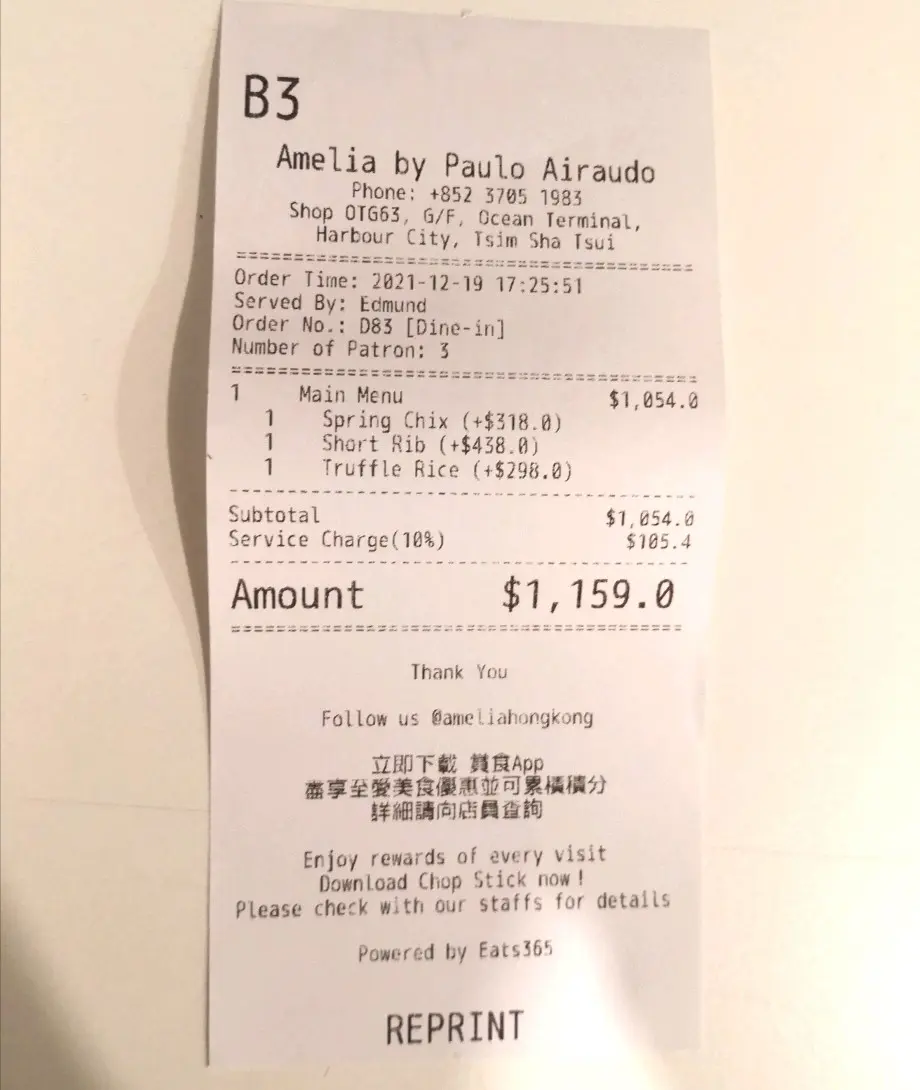 B3
Amelia by Paulo Airaudo
Phone: +852 3705 1983
Shop OTG63, G/F, Ocean Terminal,
Harbour City, Tsim Sha Tsui
Order Time: 2021-12-19 17:25:51
Served By: Edmund
Order No.: D83 [Dine-in]
Number of Patron: 3
1 Main Menu $1,054.0
1 Spring Chix (+$318.0)
1 Short Rib (+$438.0)
1 Truffle Rice (+$298.0)
Subtotal $1,054.0
Service Charge(10%) $105.4
Amount $1,159.0
Thank You
Follow us @ameliahongkong
立即下載 賞食App
盡享至愛美食優惠並可累積積分
詳細請向店員查詢
Enjoy rewards of every visit
Download Chop Stick now!
Please check with our staffs for details
Powered by Eats365
REPRINT